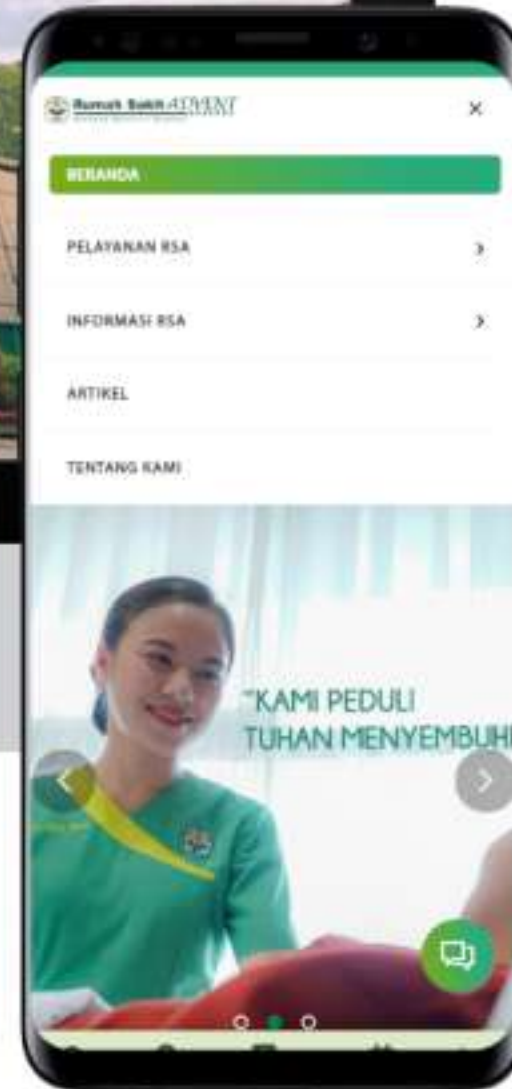 Rumah Sakit ADVENT
BERANDA
PELAYANAN RSA
INFORMASI RSA
ARTIKEL
TENTANG KAMI
"KAMI PEDULI
TUHAN MENYEMBUH